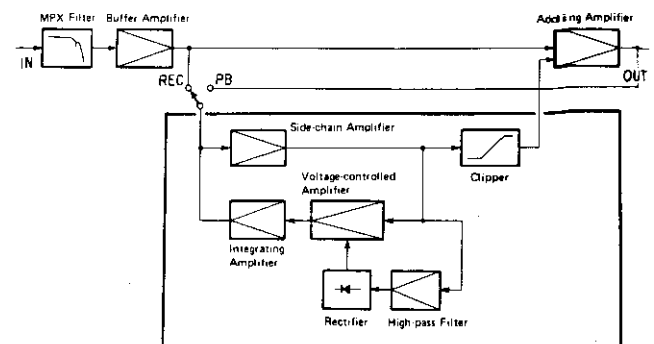 MPX Filter
Buffer Amplifier
Adding Amplifier
IN
REC
PB
OUT
Side-chain Amplifier
Voltage-controlled
Amplifier
Clipper
Integrating
Amplifier
Rectifier
High-pass Filter